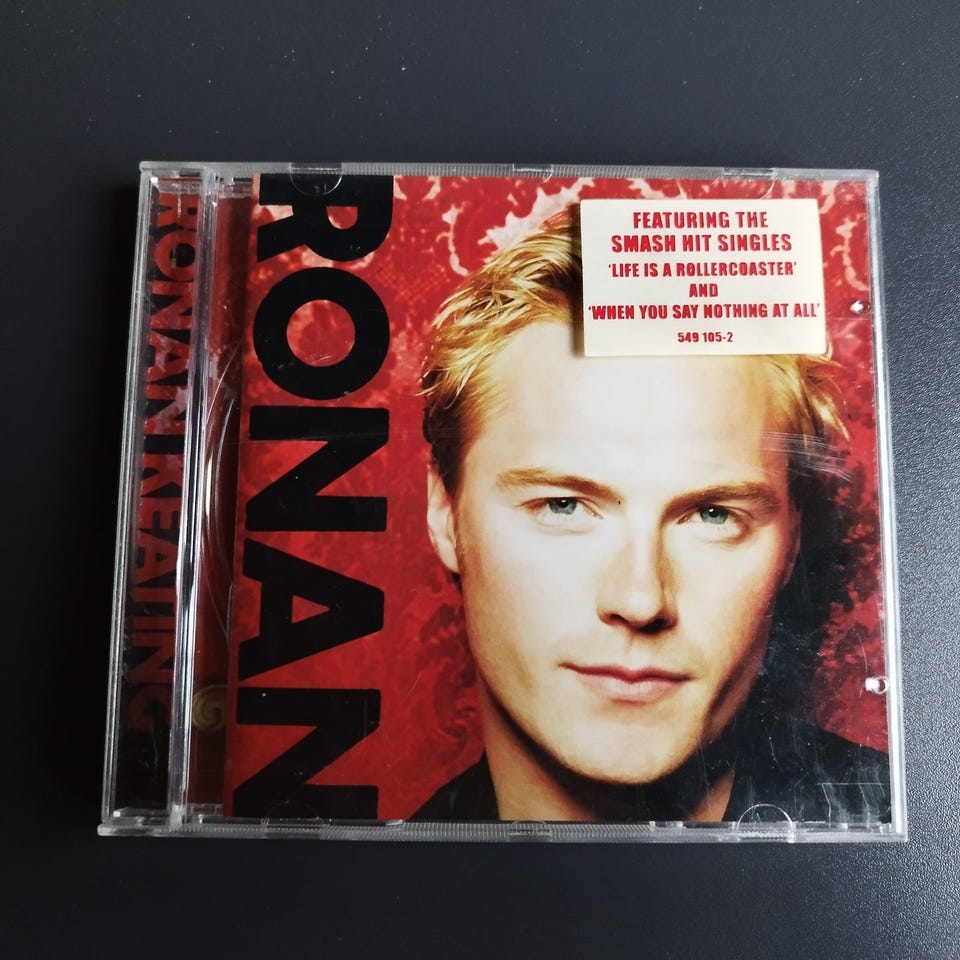 RONAN KEATING
RONAN
FEATURING THE
SMASH HIT SINGLES
'LIFE IS A ROLLERCOASTER'
AND
'WHEN YOU SAY NOTHING AT ALL'
549 105-2